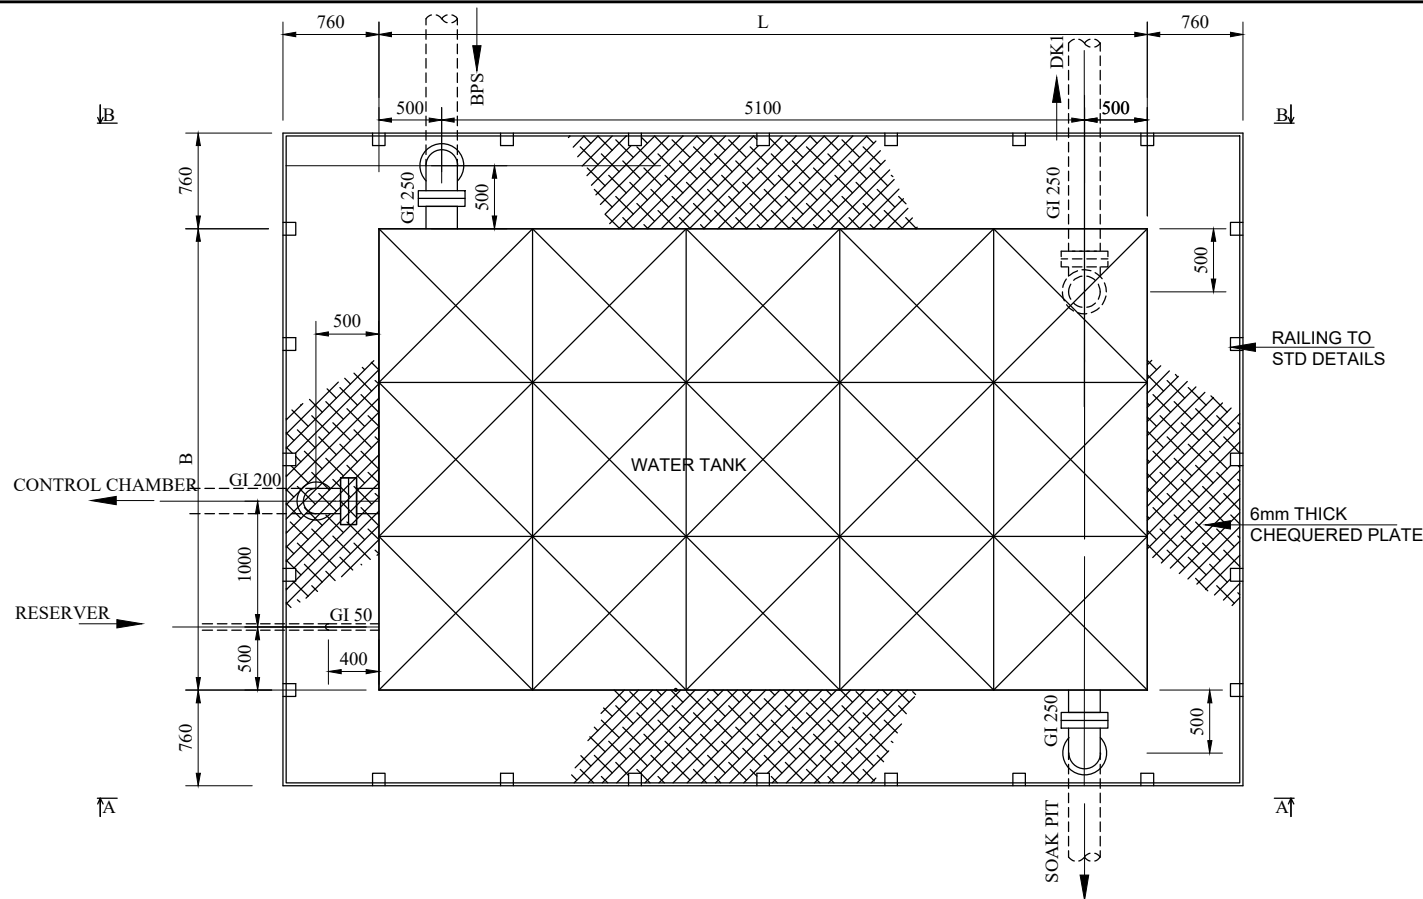 760
L
760
BPS
DK1
500
5100
500
B
B
760
GI 250
500
GI 250
500
500
RAILING TO
STD DETAILS
B
WATER TANK
CONTROL CHAMBER
GI 200
6mm THICK
CHEQUERED PLATE
1000
RESERVER
GI 50
500
400
760
GI 250
500
A
A
SOAK PIT